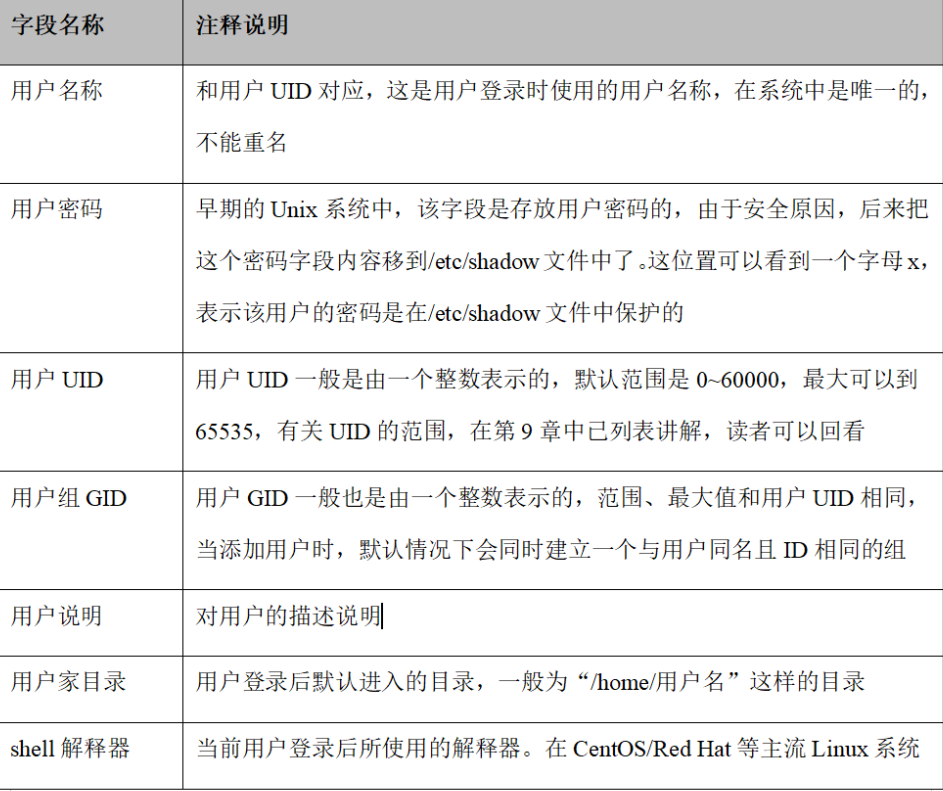 字段名称 注释说明
用户名称 和用户 UID 对应，这是用户登录时使用的用户名称，在系统中是唯一的，
不能重名
用户密码 早期的 Unix 系统中，该字段是存放用户密码的，由于安全原因，后来把
这个密码字段内容移到/etc/shadow 文件中了。这位置可以看到一个字母 x，
表示该用户的密码是在/etc/shadow 文件中保护的
用户 UID 用户 UID 一般是由一个整数表示的，默认范围是 0~60000，最大可以到
65535，有关 UID 的范围，在第 9 章中已列表讲解，读者可以回看
用户组 GID 用户 GID 一般也是由一个整数表示的，范围、最大值和用户 UID 相同，
当添加用户时，默认情况下会同时建立一个与用户同名且 ID 相同的组
用户说明 对用户的描述说明
用户家目录 用户登录后默认进入的目录，一般为“/home/用户名”这样的目录
shell 解释器 当前用户登录后所使用的解释器。在 CentOS/Red Hat 等主流 Linux 系统